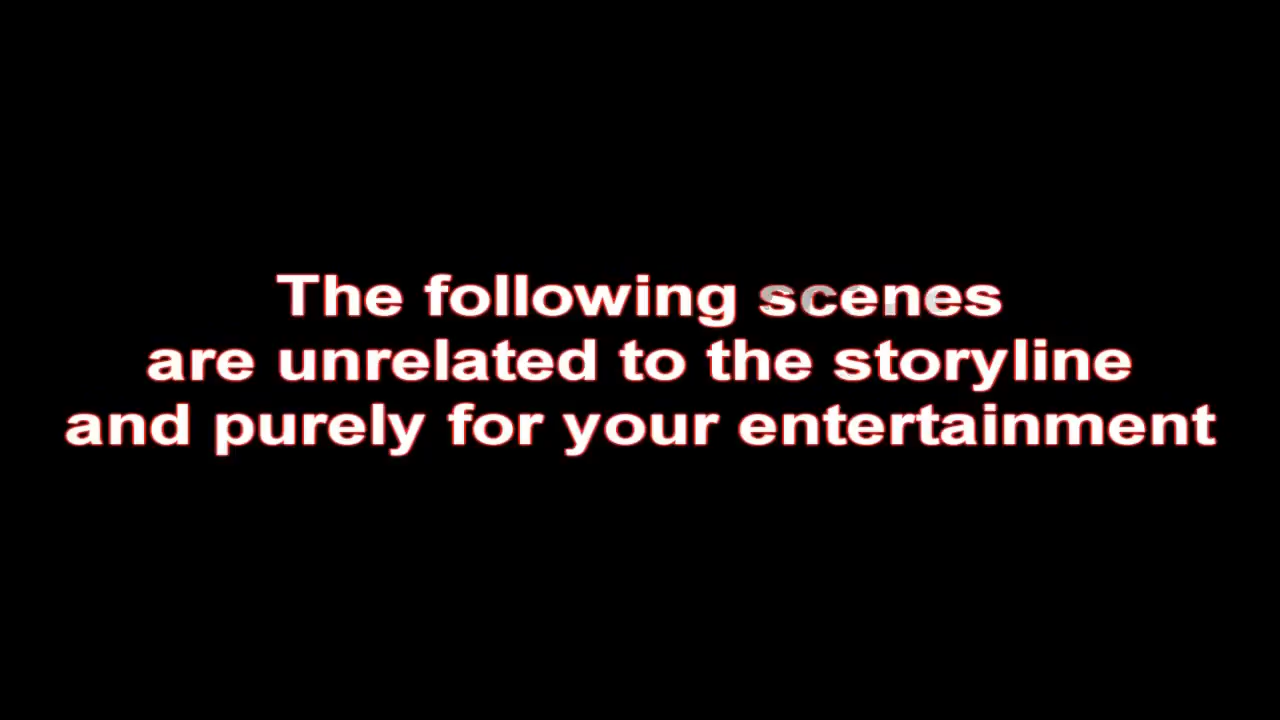 The following scenes
are unrelated to the storyline
and purely for your entertainment